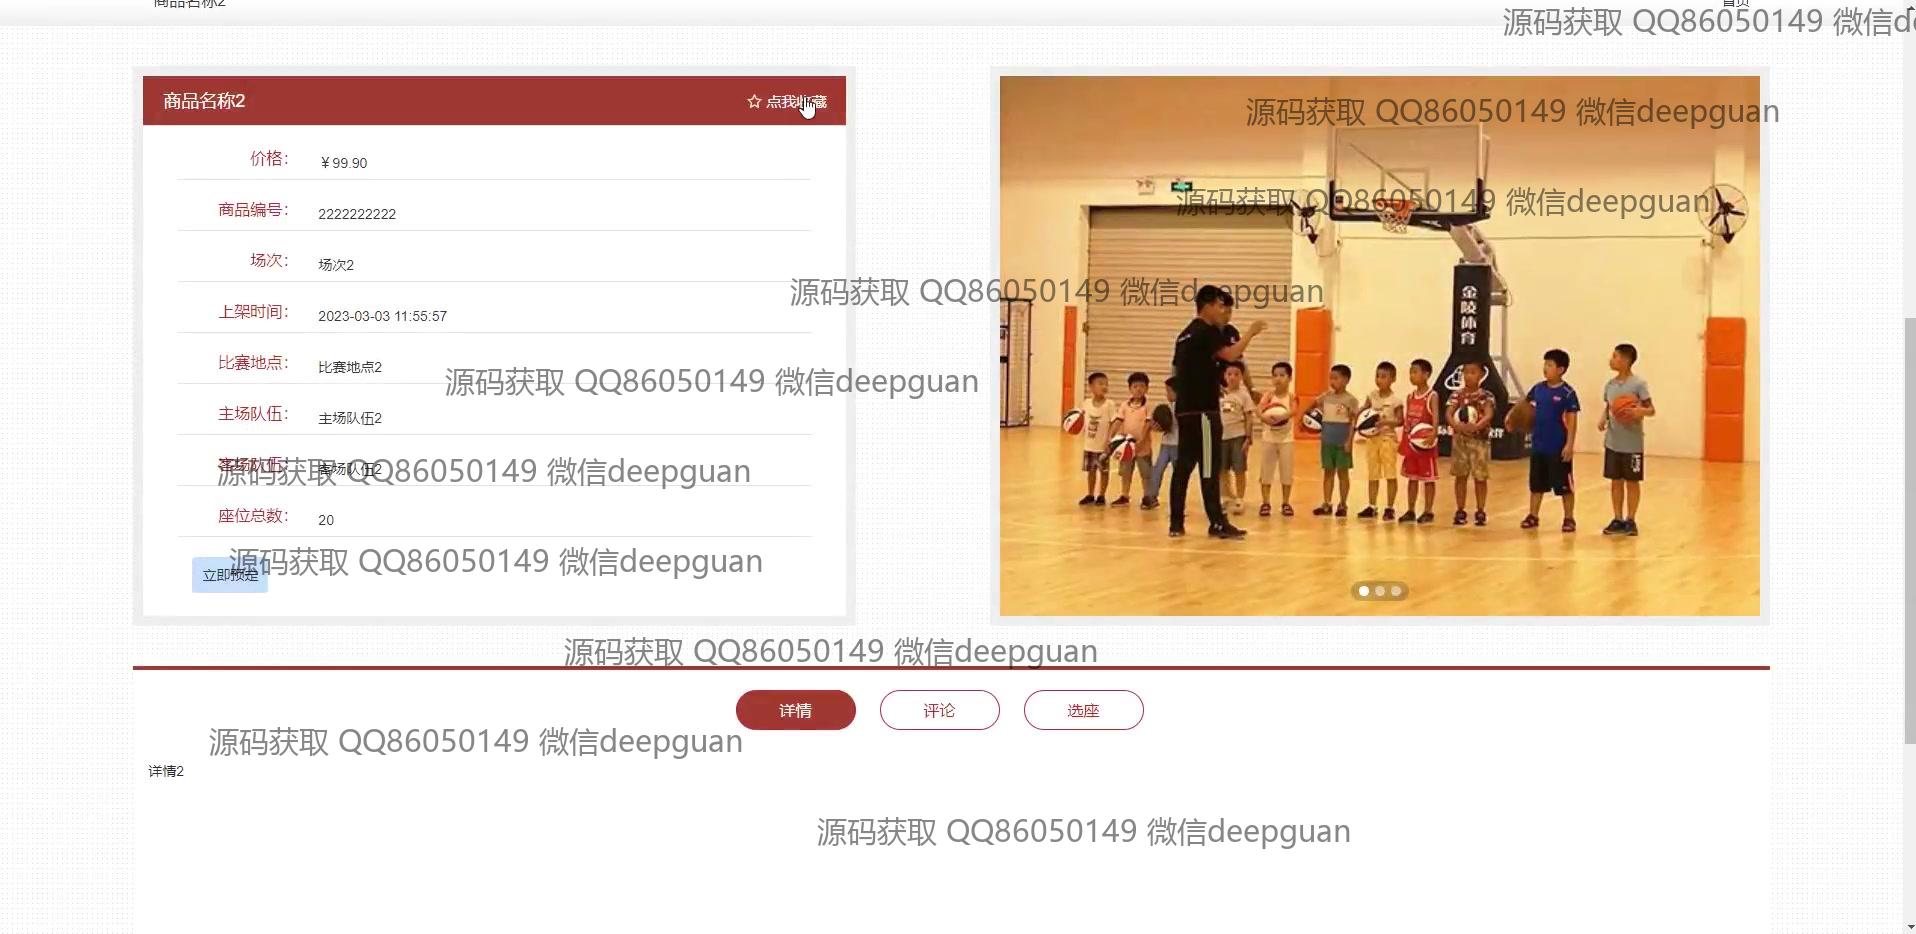 商品名称2
首页
源码获取 QQ86050149 微信de
商品名称2
☆ 点我收藏
源码获取 QQ86050149 微信deepguan
价格： ￥99.90
商品编号： 2222222222
源码获取 QQ86050149 微信deepguan
场次： 场次2
源码获取 QQ86050149 微信deepguan
上架时间： 2023-03-03 11:55:57
金陵体育
比赛地点： 比赛地点2
源码获取 QQ86050149 微信deepguan
主场队伍： 主场队伍2
客场队伍： 客场队伍2
源码获取 QQ86050149 微信deepguan
座位总数： 20
源码获取 QQ86050149 微信deepguan
立即预定
源码获取 QQ86050149 微信deepguan
详情 评论 选座
源码获取 QQ86050149 微信deepguan
详情2
源码获取 QQ86050149 微信deepguan